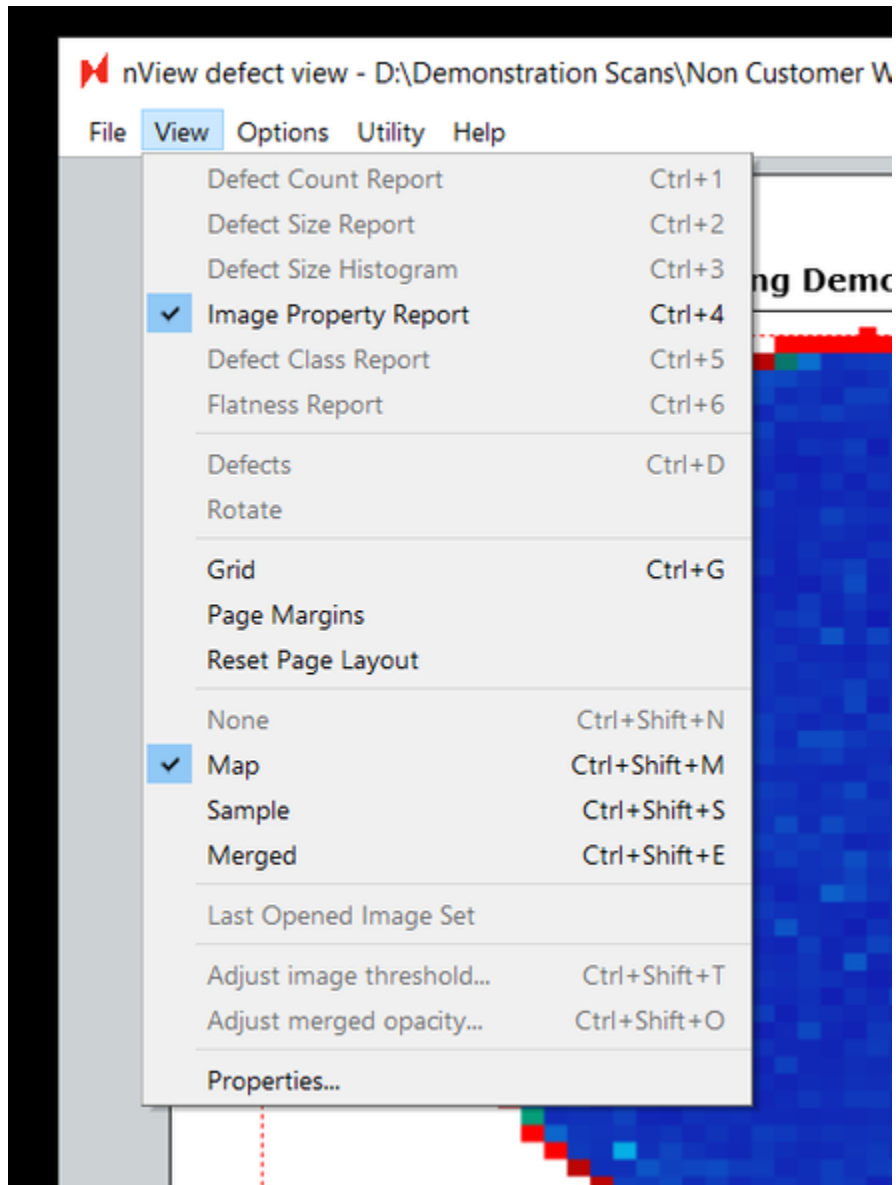 nView defect view - D:\Demonstration Scans\Non Customer W
File View Options Utility Help
Defect Count Report Ctrl+1
Defect Size Report Ctrl+2
Defect Size Histogram Ctrl+3
ng Demo
Image Property Report Ctrl+4
Defect Class Report Ctrl+5
Flatness Report Ctrl+6
Defects Ctrl+D
Rotate
Grid Ctrl+G
Page Margins
Reset Page Layout
None Ctrl+Shift+N
Map Ctrl+Shift+M
Sample Ctrl+Shift+S
Merged Ctrl+Shift+E
Last Opened Image Set
Adjust image threshold... Ctrl+Shift+T
Adjust merged opacity... Ctrl+Shift+O
Properties...